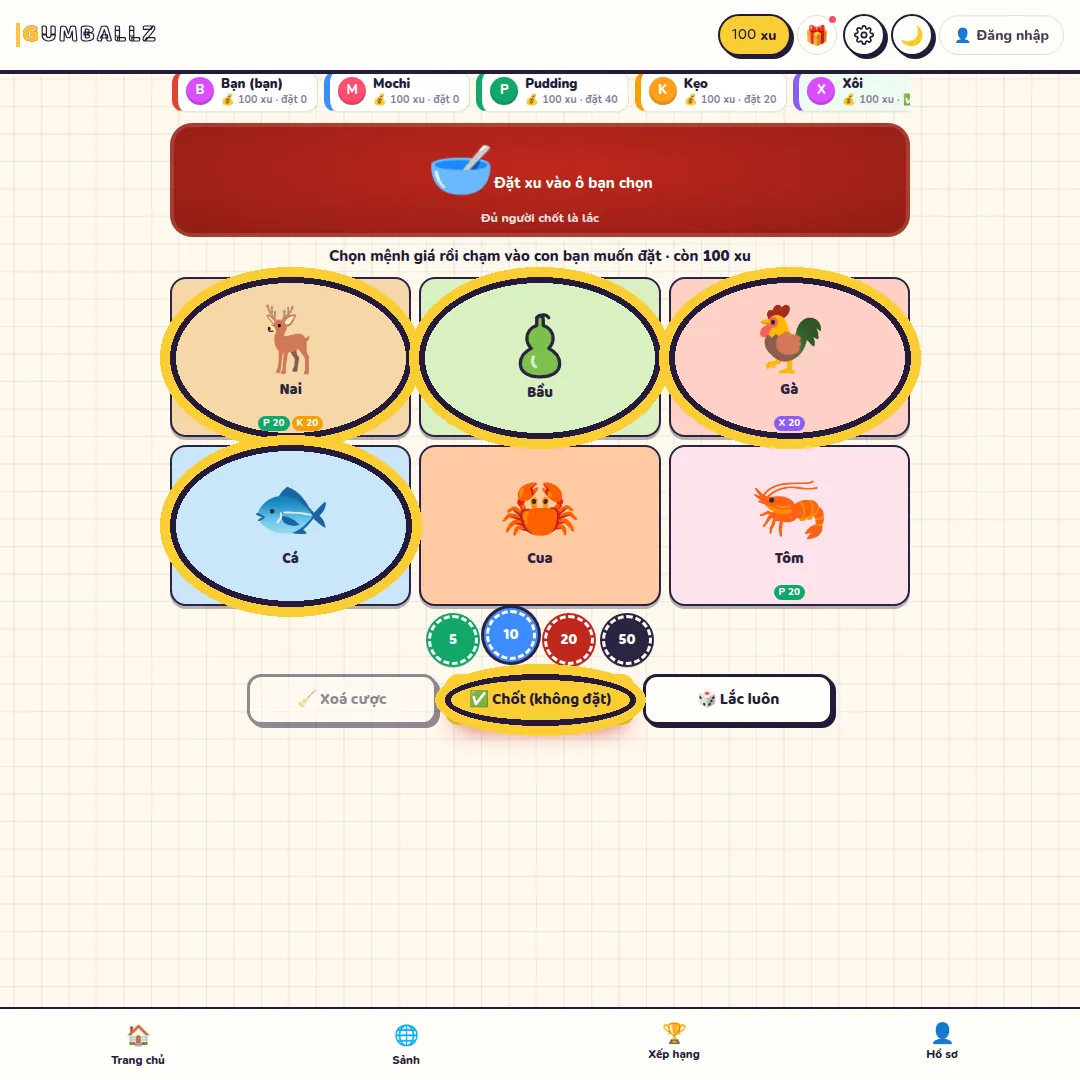 GUMBALLZ
100 xu
Đăng nhập
B Bạn (bạn)
100 xu · đặt 0
M Mochi
100 xu · đặt 0
P Pudding
100 xu · đặt 40
K Kẹo
100 xu · đặt 20
X Xôi
100 xu ·
Đặt xu vào ô bạn chọn
Đủ người chốt là lắc
Chọn mệnh giá rồi chạm vào con bạn muốn đặt · còn 100 xu
Nai
P 20 K 20
Bầu
Gà
X 20
Cá
Cua
Tôm
P 20
5 10 20 50
Xoá cược
Chốt (không đặt)
Lắc luôn
Trang chủ
Sảnh
Xếp hạng
Hồ sơ